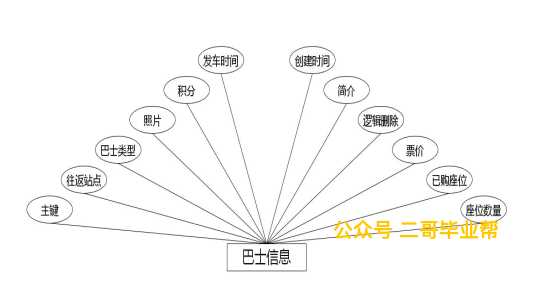 发车时间
创建时间
积分
简介
照片
逻辑删除
巴士类型
票价
往返站点
已购座位
主键
座位数量
公众号 二哥毕业帮
巴士信息